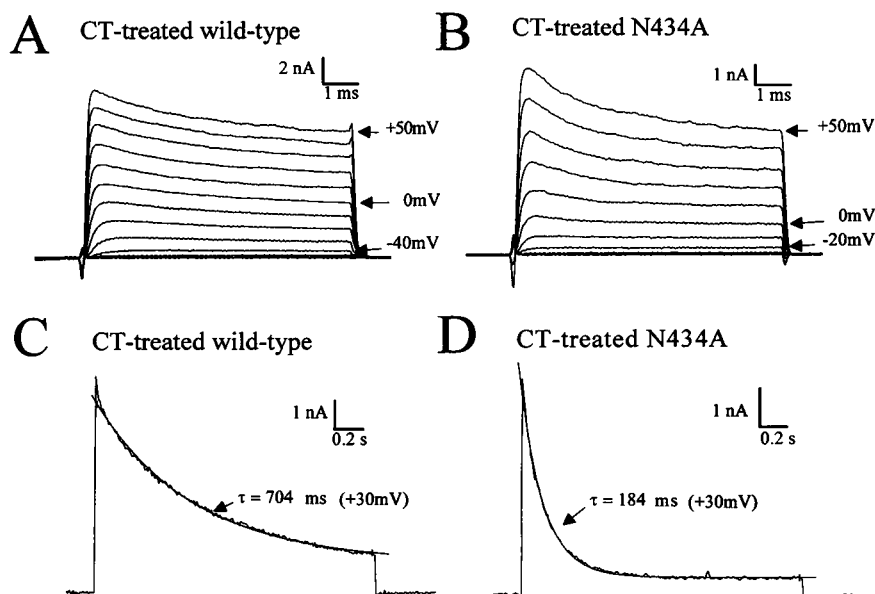 A CT-treated wild-type
2 nA
1 ms
+50mV
0mV
-40mV
B CT-treated N434A
1 nA
1 ms
+50mV
0mV
-20mV
C CT-treated wild-type
1 nA
0.2 s
τ = 704 ms (+30mV)
D CT-treated N434A
1 nA
0.2 s
τ = 184 ms (+30mV)